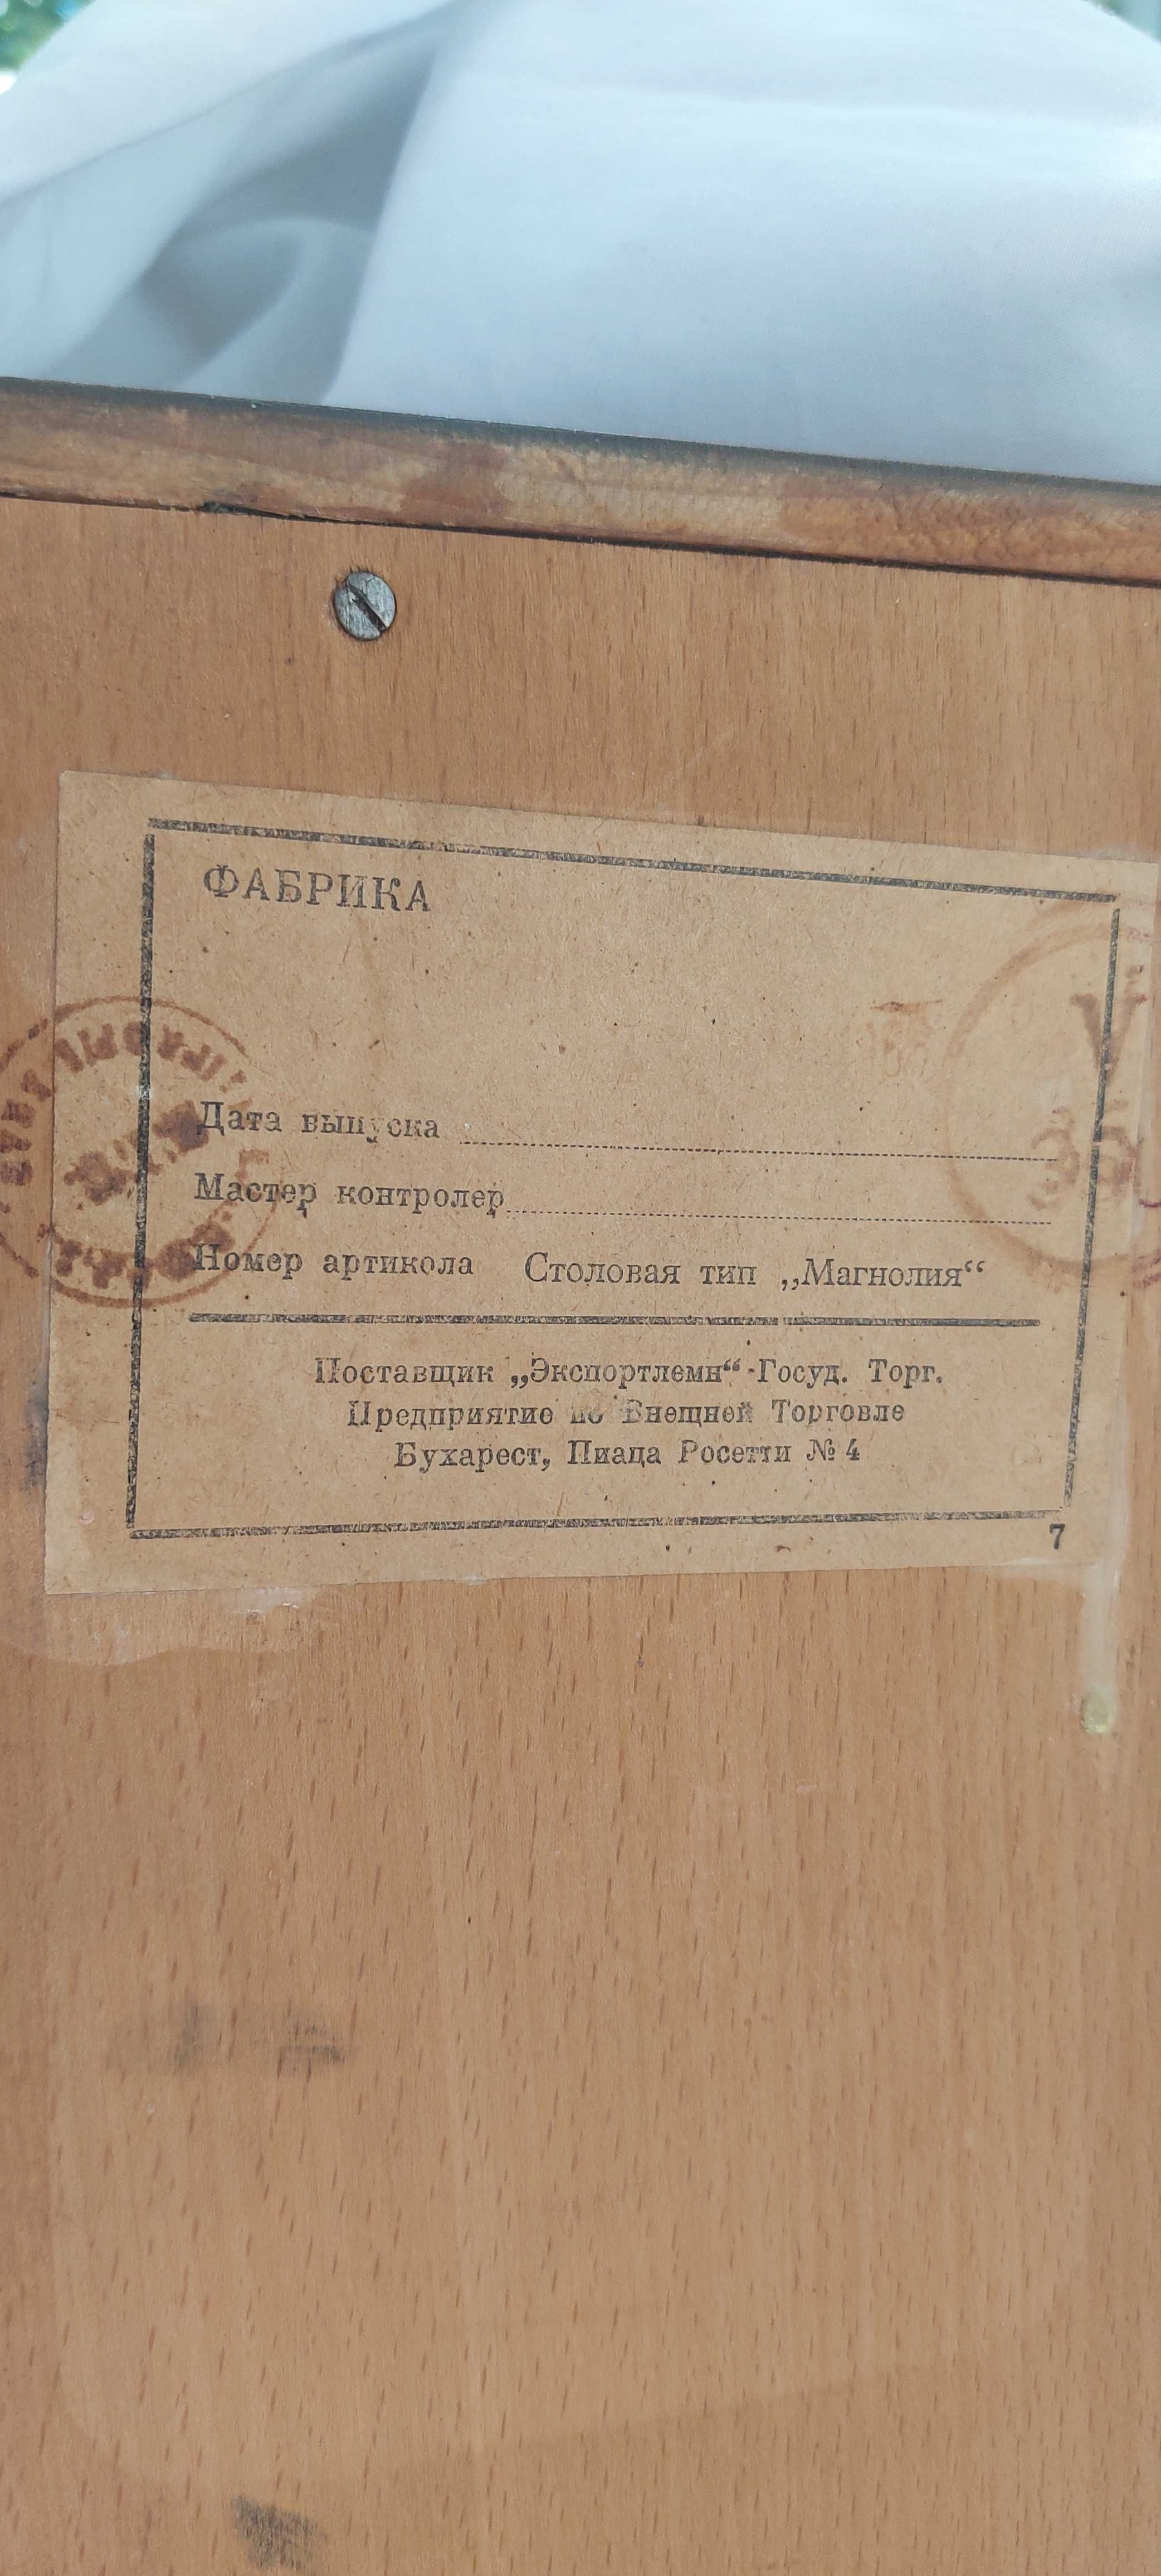 ФАБРИКА
Дата выпуска
Мастер контролер
Номер артикола Столовая тип „Магнолия“
Поставщик „Экспортлемн“-Госуд. Торг.
Предприятие по Внещней Торговле
Бухарест, Пиаца Росетти № 4
7